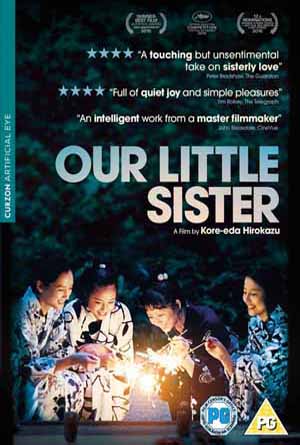 ★★★★ "A touching but unsentimental
take on sisterly love"
Peter Bradshaw, The Guardian
★★★★ "Full of quiet joy and simple pleasures"
Tim Robey, The Telegraph
"An intelligent work from a master filmmaker"
John Bleasdale, CineVue
OUR LITTLE
SISTER
A Film by Kore-eda Hirokazu
CURZON ARTIFICIAL EYE
PG
PG